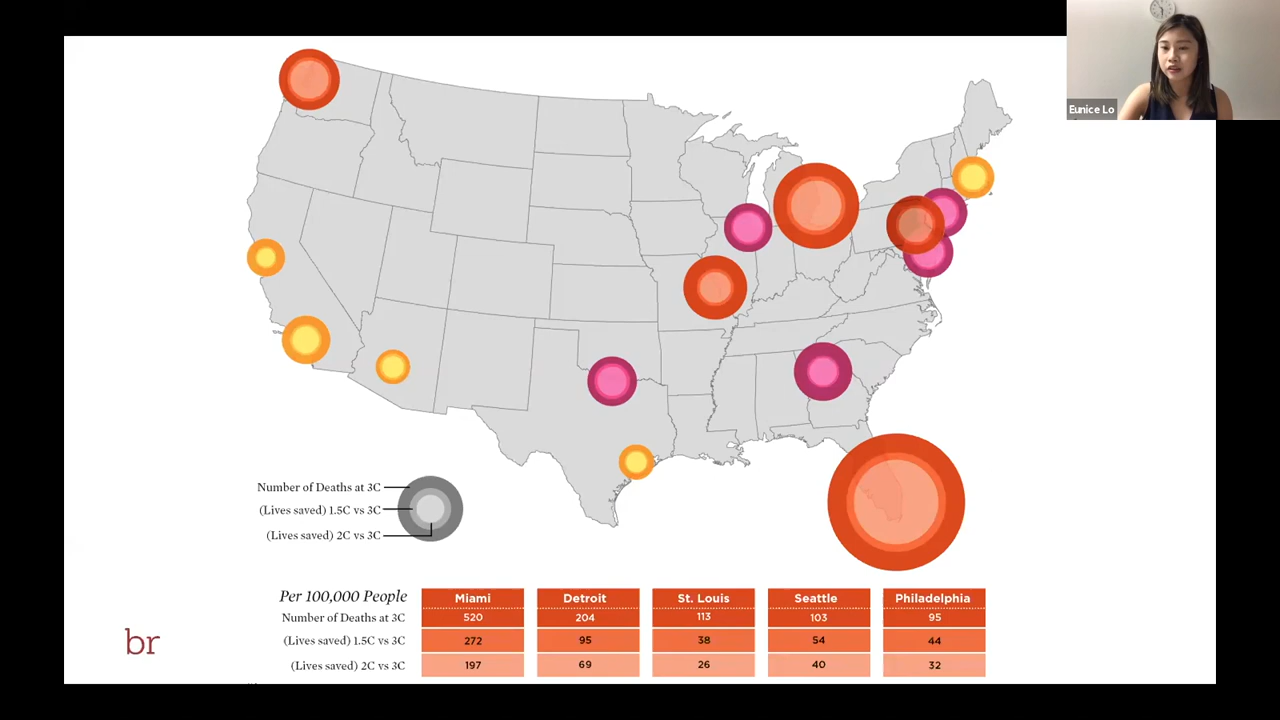 Eunice Lo
Number of Deaths at 3C
(Lives saved) 1.5C vs 3C
(Lives saved) 2C vs 3C
Per 100,000 People Miami Detroit St. Louis Seattle Philadelphia
Number of Deaths at 3C 520 204 113 103 95
(Lives saved) 1.5C vs 3C 272 95 38 54 44
(Lives saved) 2C vs 3C 197 69 26 40 32
br